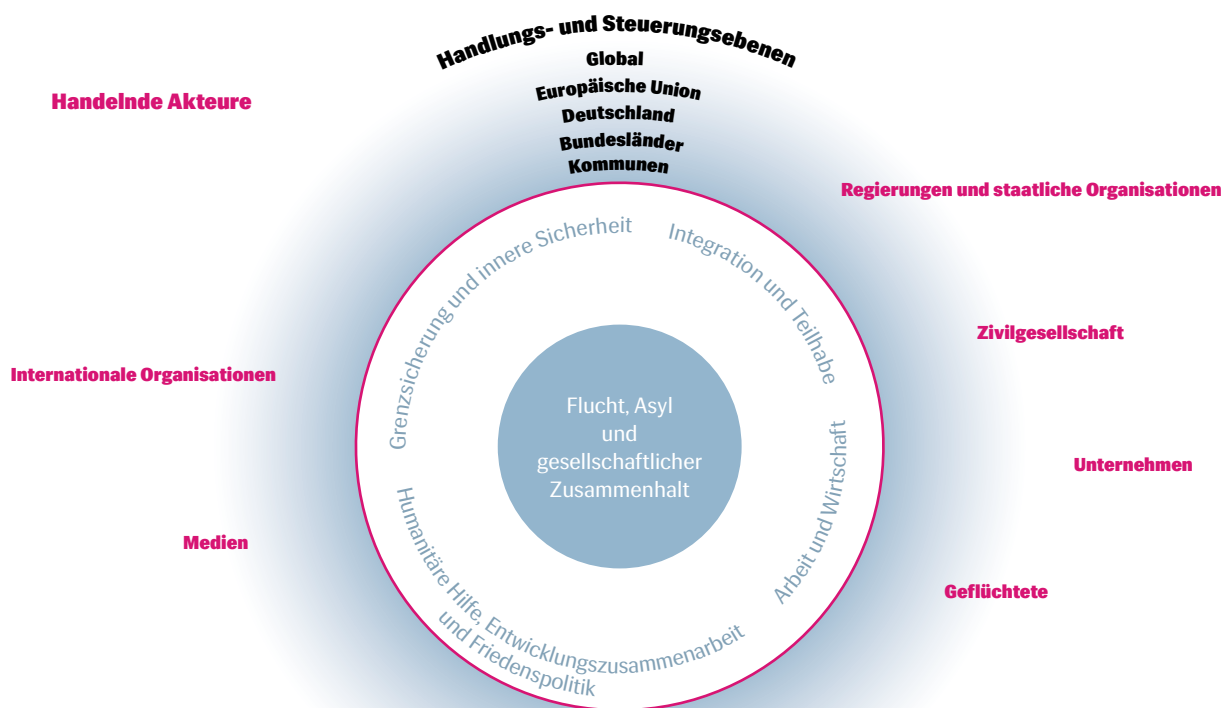 Handlungs- und Steuerungsebenen
Global
Europäische Union
Deutschland
Bundesländer
Kommunen
Handelnde Akteure
Regierungen und staatliche Organisationen
Zivilgesellschaft
Internationale Organisationen
Unternehmen
Medien
Geflüchtete
Grenzsicherung und innere Sicherheit
Integration und Teilhabe
Arbeit und Wirtschaft
Humanitäre Hilfe, Entwicklungszusammenarbeit
und Friedenspolitik
Flucht, Asyl
und
gesellschaftlicher
Zusammenhalt